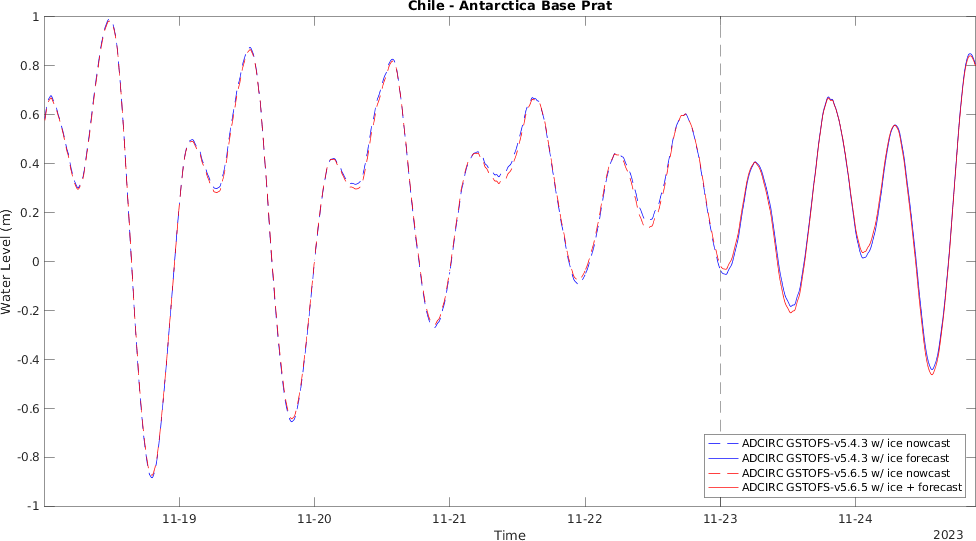 Chile - Antarctica Base Prat
1
0.8
0.6
0.4
0.2
0
-0.2
-0.4
-0.6
-0.8
-1
Water Level (m)
11-19
11-20
11-21
11-22
11-23
11-24
Time
2023
ADCIRC GSTOFS-v5.4.3 w/ ice nowcast
ADCIRC GSTOFS-v5.4.3 w/ ice forecast
ADCIRC GSTOFS-v5.6.5 w/ ice nowcast
ADCIRC GSTOFS-v5.6.5 w/ ice + forecast